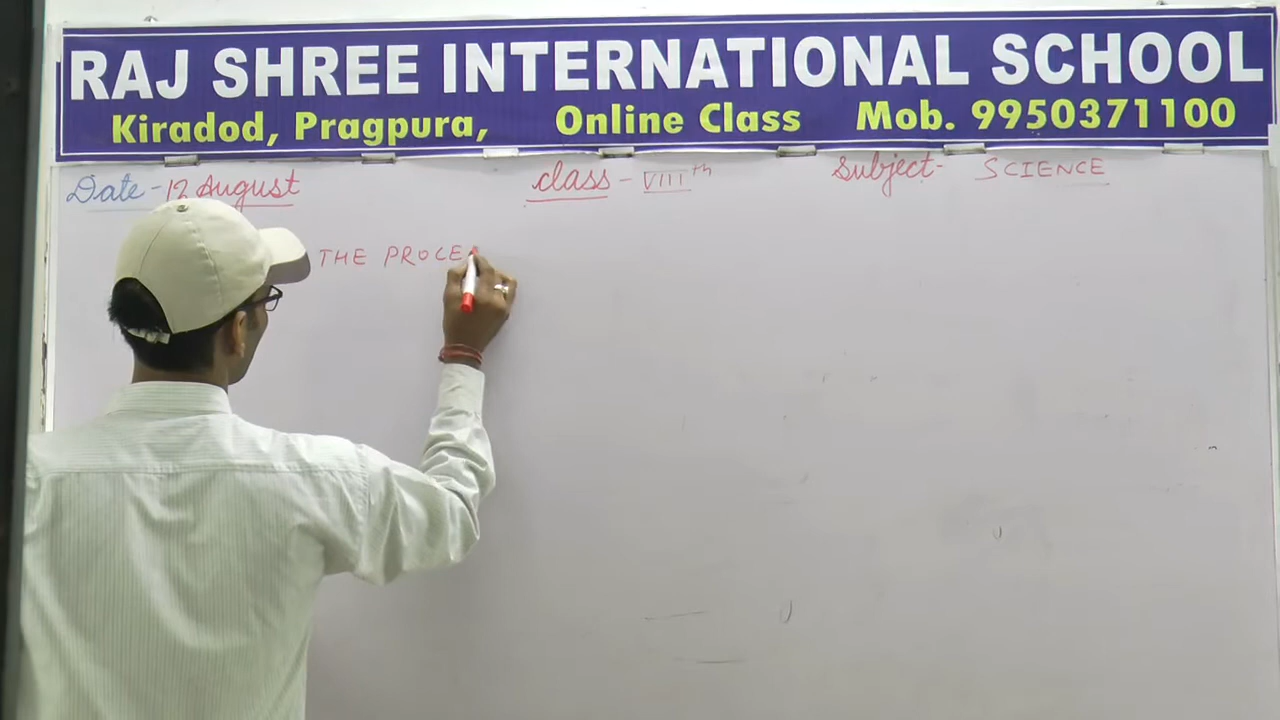 RAJ SHREE INTERNATIONAL SCHOOL
Kiradod, Pragpura, Online Class Mob. 9950371100
Date - 12 August class - VIIIth Subject - SCIENCE
THE PROCE